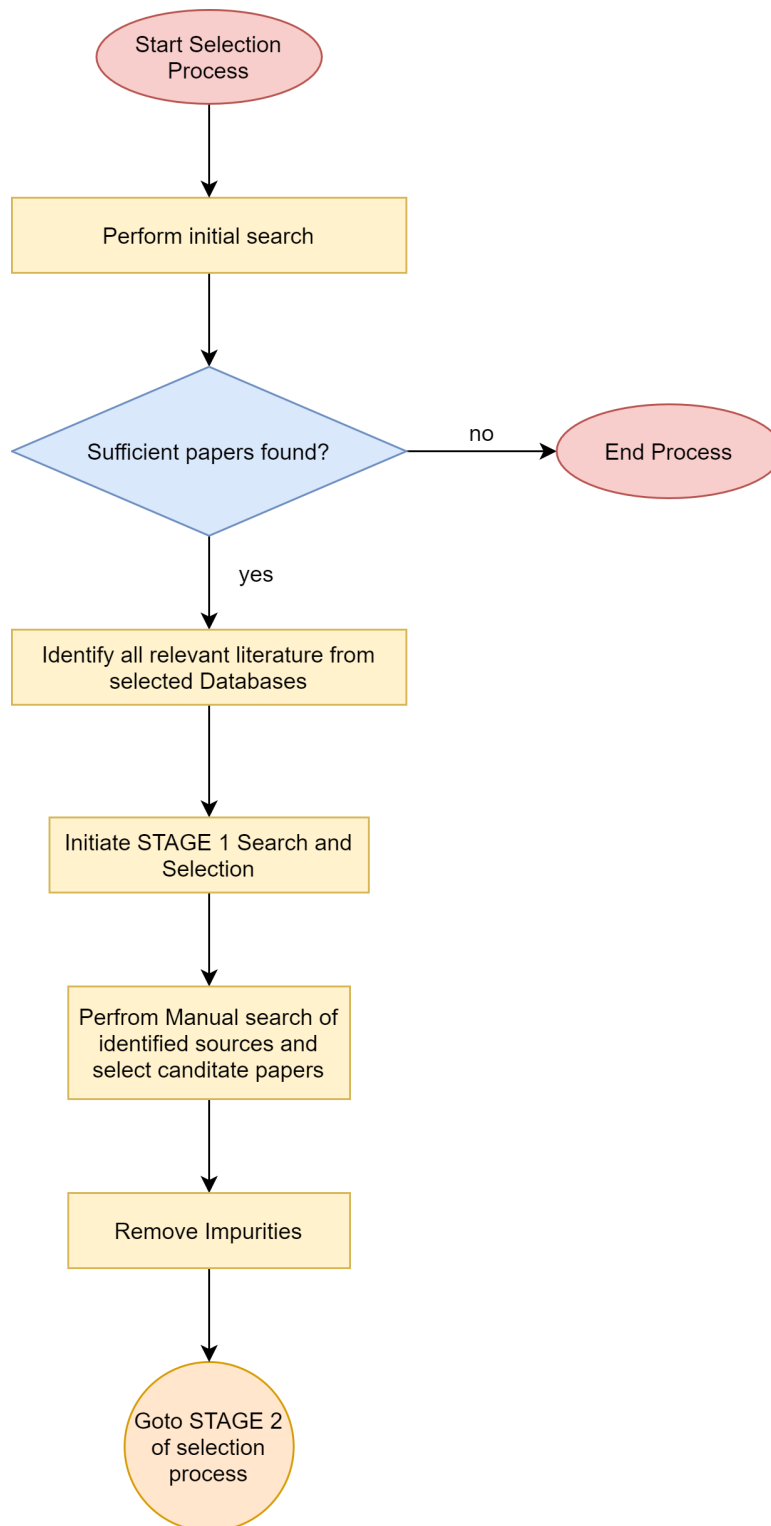 Start Selection
Process
Perform initial search
Sufficient papers found?
no
End Process
yes
Identify all relevant literature from
selected Databases
Initiate STAGE 1 Search and
Selection
Perfrom Manual search of
identified sources and
select canditate papers
Remove Impurities
Goto STAGE 2
of selection
process